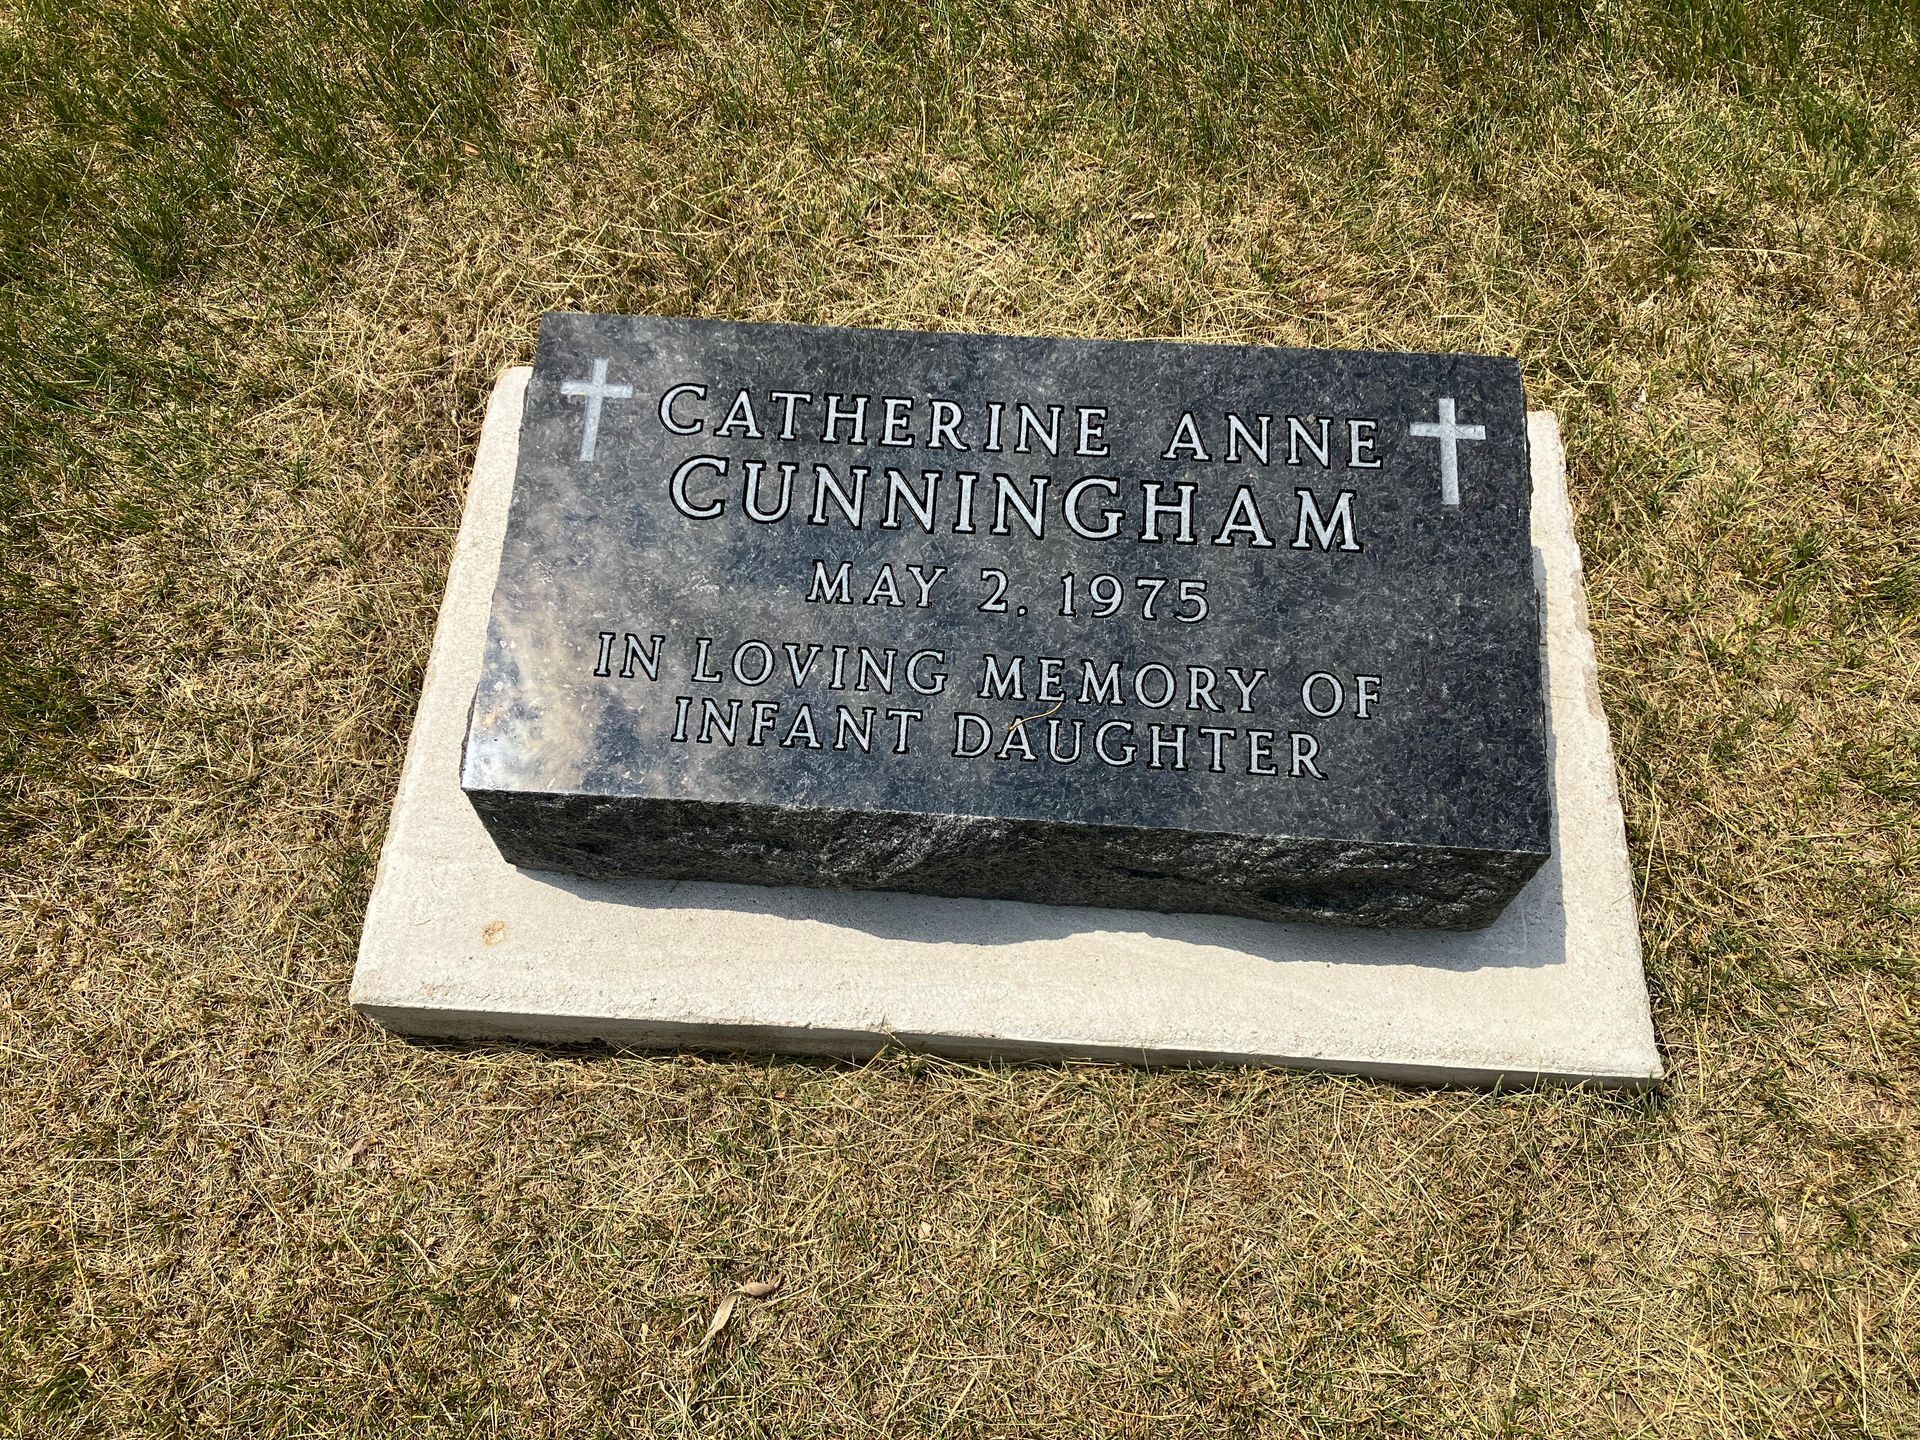 CATHERINE ANNE
CUNNINGHAM
MAY 2. 1975
IN LOVING MEMORY OF
INFANT DAUGHTER